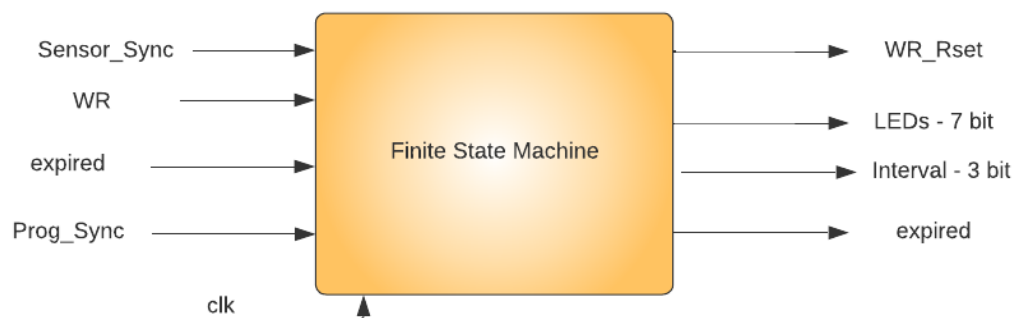 Sensor_Sync
WR
expired
Prog_Sync
clk
Finite State Machine
WR_Rset
LEDs - 7 bit
Interval - 3 bit
expired